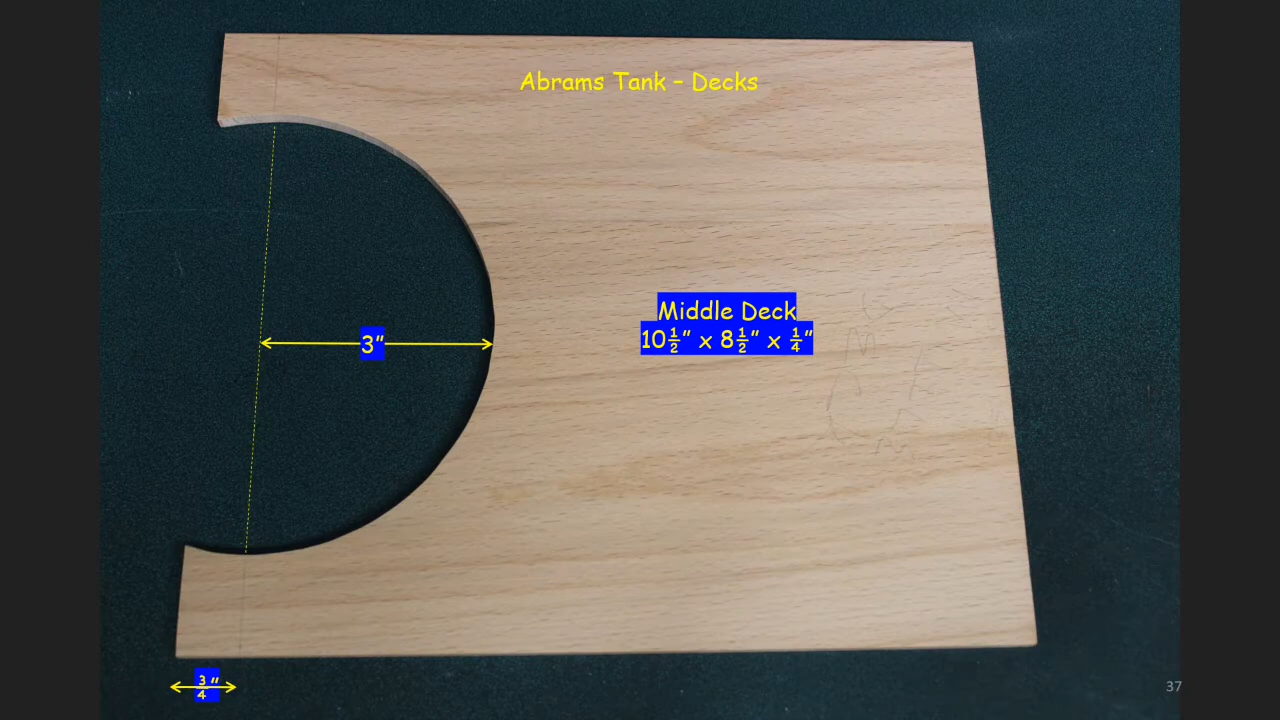 Abrams Tank – Decks
Middle Deck
10½” x 8½” x ¼”
3”
¾”
37